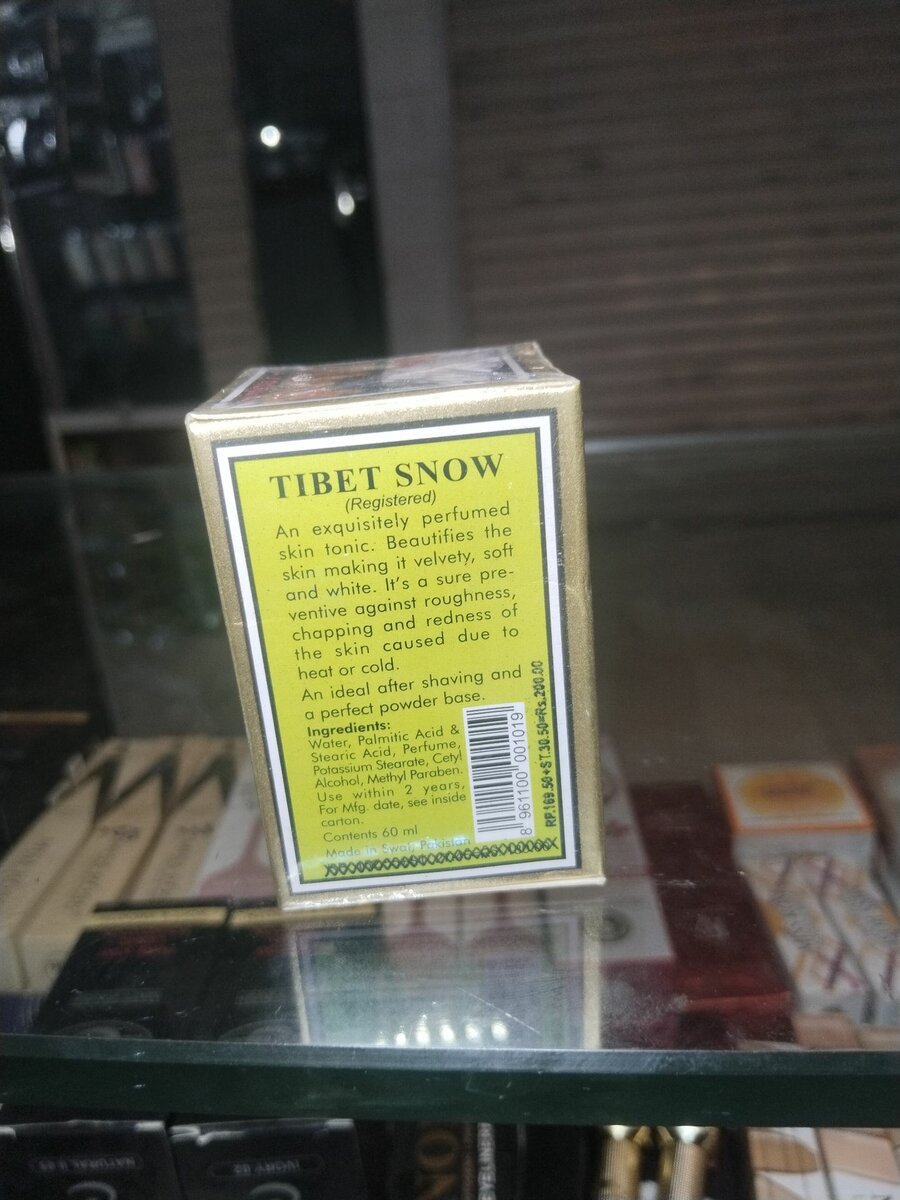 TIBET SNOW
(Registered)
An exquisitely perfumed
skin tonic. Beautifies the
skin making it velvety, soft
and white. It's a sure pre-
ventive against roughness,
chapping and redness of
the skin caused due to
heat or cold.
An ideal after shaving and
a perfect powder base.
Ingredients:
Water, Palmitic Acid &
Stearic Acid, Perfume,
Potassium Stearate, Cetyl
Alcohol, Methyl Paraben.
Use within 2 years,
For Mfg. date, see inside
carton.
Contents 60 ml
Made in Swat, Pakistan
8 961100 001019
RP.169.50+ST.30.50=Rs.200.00
NATURAL
IVORY 02